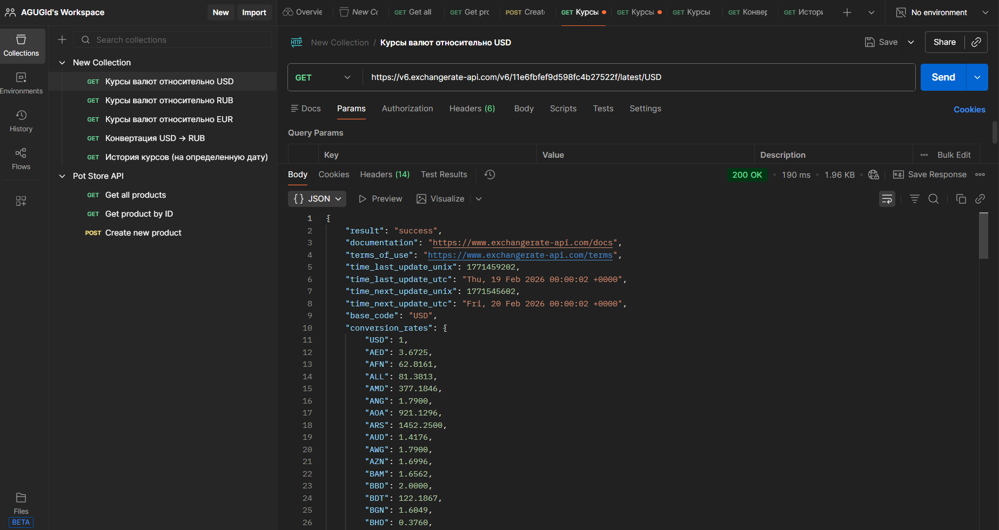 AGUGId's Workspace
New
Import
Overvie
New Cc
GET Get all
GET Get prc
POST Creat
GET Курсы
GET Курсы
GET Курсы
GET Конвер
GET Истори
No environment
Collections
Environments
History
Flows
Files
BETA
Search collections
New Collection
GET Курсы валют относительно USD
GET Курсы валют относительно RUB
GET Курсы валют относительно EUR
GET Конвертация USD → RUB
GET История курсов (на определенную дату)
Pot Store API
GET Get all products
GET Get product by ID
POST Create new product
HTTP New Collection / Курсы валют относительно USD
Save
Share
GET https://v6.exchangerate-api.com/v6/11e6fbfef9d598fc4b27522f/latest/USD
Send
Docs Params Authorization Headers (6) Body Scripts Tests Settings
Cookies
Query Params
Key Value Description Bulk Edit
Body Cookies Headers (14) Test Results
200 OK • 190 ms • 1.96 KB • e.g. Save Response
{} JSON Preview Visualize
1 {
2 "result": "success",
3 "documentation": "https://www.exchangerate-api.com/docs",
4 "terms_of_use": "https://www.exchangerate-api.com/terms",
5 "time_last_update_unix": 1771459202,
6 "time_last_update_utc": "Thu, 19 Feb 2026 00:00:02 +0000",
7 "time_next_update_unix": 1771545602,
8 "time_next_update_utc": "Fri, 20 Feb 2026 00:00:02 +0000",
9 "base_code": "USD",
10 "conversion_rates": {
11 "USD": 1,
12 "AED": 3.6725,
13 "AFN": 62.8161,
14 "ALL": 81.3813,
15 "AMD": 377.1846,
16 "ANG": 1.7900,
17 "AOA": 921.1296,
18 "ARS": 1452.2500,
19 "AUD": 1.4176,
20 "AWG": 1.7900,
21 "AZN": 1.6996,
22 "BAM": 1.6562,
23 "BBD": 2.0000,
24 "BDT": 122.1867,
25 "BGN": 1.6049,
26 "BHD": 0.3760,